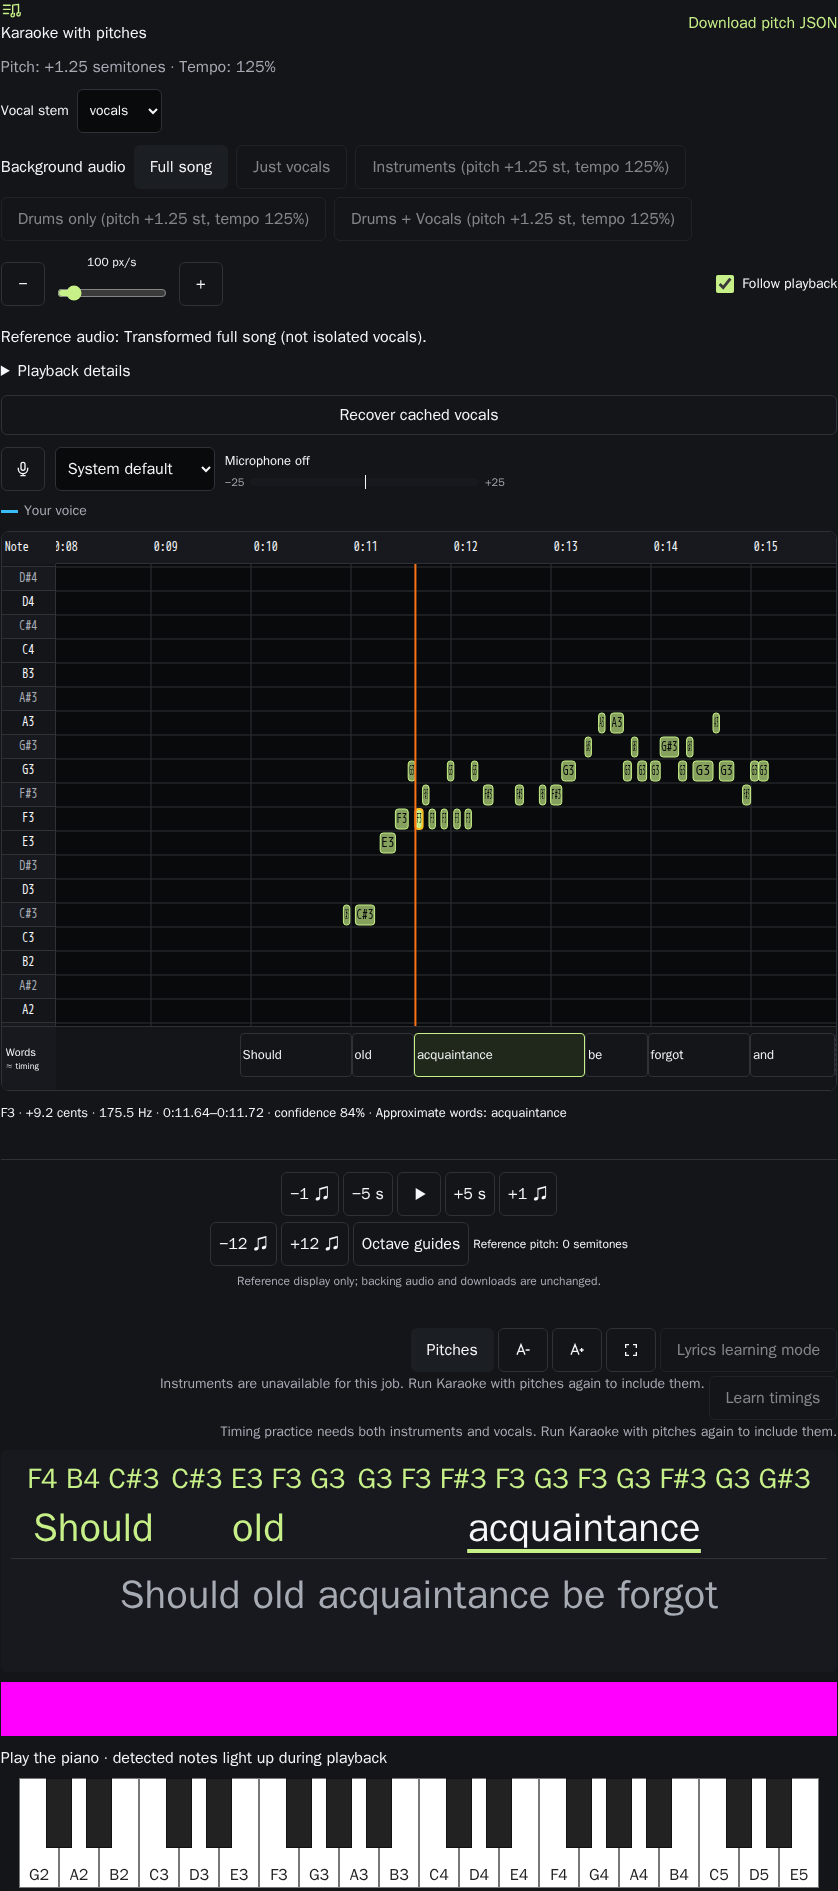 Karaoke with pitches
Download pitch JSON
Pitch: +1.25 semitones · Tempo: 125%
Vocal stem vocals
Background audio Full song Just vocals Instruments (pitch +1.25 st, tempo 125%)
Drums only (pitch +1.25 st, tempo 125%) Drums + Vocals (pitch +1.25 st, tempo 125%)
100 px/s
− + Follow playback
Reference audio: Transformed full song (not isolated vocals).
Playback details
Recover cached vocals
System default Microphone off
−25 +25
Your voice
Note 0:08 0:09 0:10 0:11 0:12 0:13 0:14 0:15
D#4
D4
C#4
C4
B3
A#3
A3 A3
G#3 G#3
G3 G3 G3 G3
F#3 F#3
F3 F3
E3 E3
D#3
D3
C#3 C#3
C3
B2
A#2
A2
Words Should old acquaintance be forgot and
≈ timing
F3 · +9.2 cents · 175.5 Hz · 0:11.64–0:11.72 · confidence 84% · Approximate words: acquaintance
−1 ♫ −5 s +5 s +1 ♫
−12 ♫ +12 ♫ Octave guides Reference pitch: 0 semitones
Reference display only; backing audio and downloads are unchanged.
Pitches A- A+ Lyrics learning mode
Instruments are unavailable for this job. Run Karaoke with pitches again to include them. Learn timings
Timing practice needs both instruments and vocals. Run Karaoke with pitches again to include them.
F4 B4 C#3 C#3 E3 F3 G3 G3 F3 F#3 F3 G3 F3 G3 F#3 G3 G#3
Should old acquaintance
Should old acquaintance be forgot
Play the piano · detected notes light up during playback
G2 A2 B2 C3 D3 E3 F3 G3 A3 B3 C4 D4 E4 F4 G4 A4 B4 C5 D5 E5